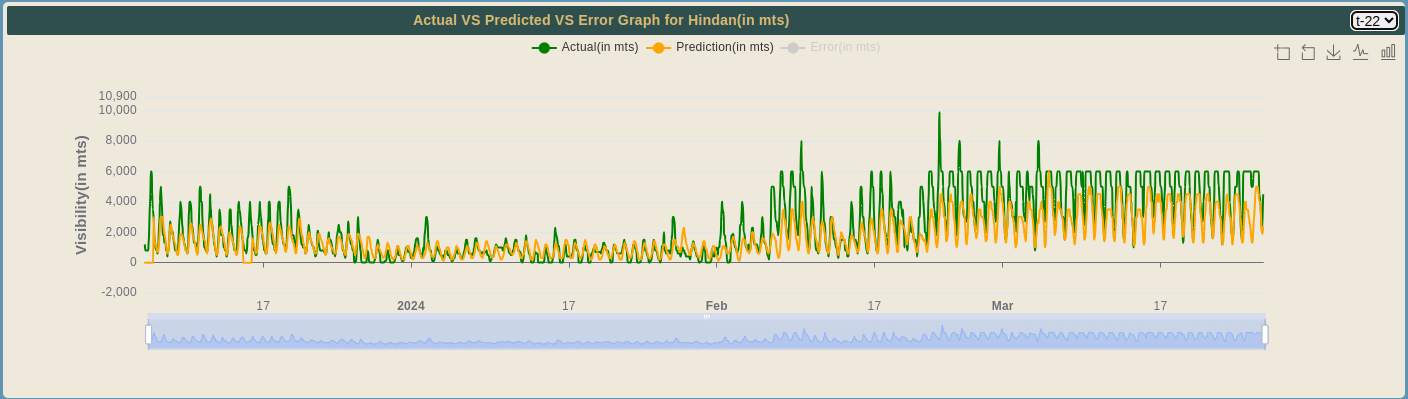 Actual VS Predicted VS Error Graph for Hindan(in mts)
t-22
Actual(in mts) Prediction(in mts) Error(in mts)
Visibility(in mts)
10,900
10,000
8,000
6,000
4,000
2,000
0
-2,000
17 2024 17 Feb 17 Mar 17